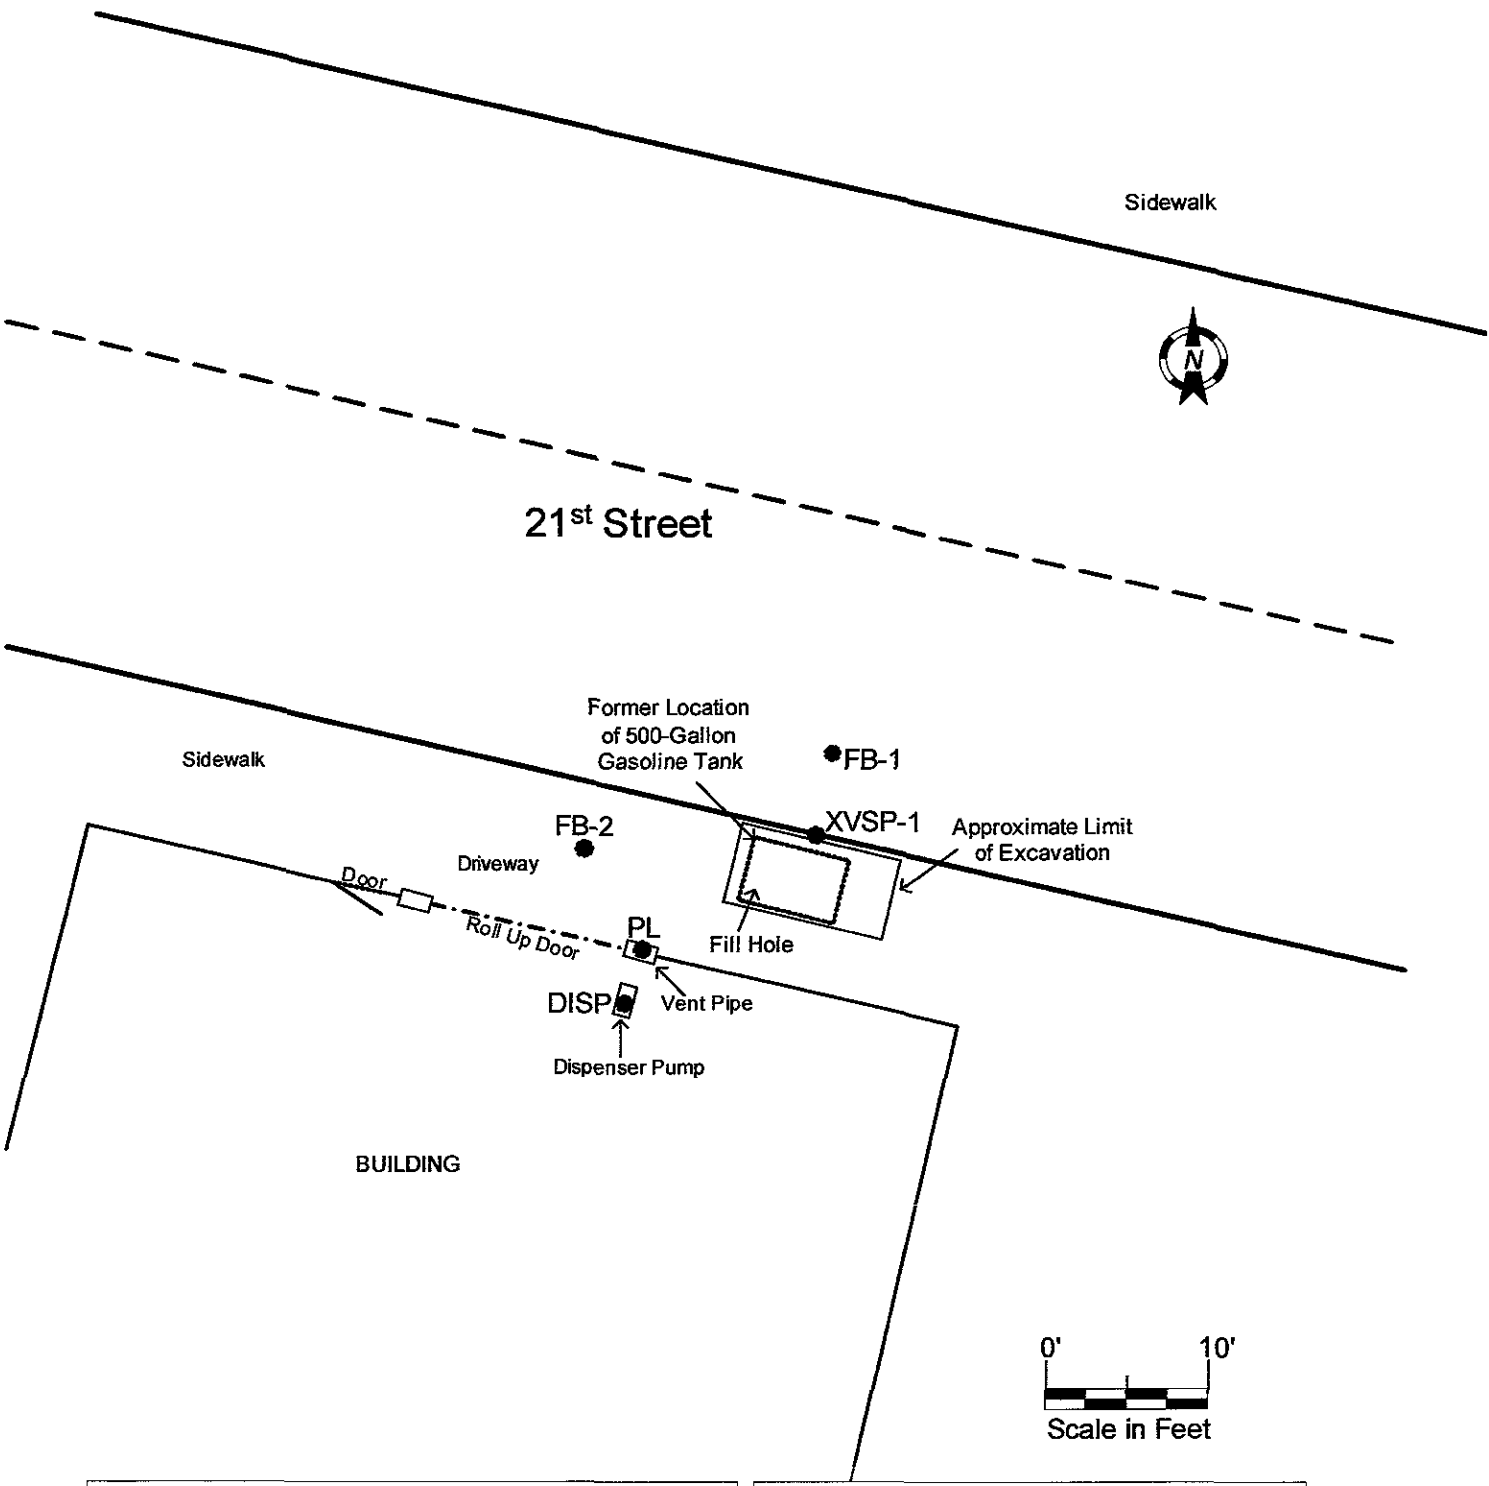 Sidewalk
N
21st Street
Former Location
of 500-Gallon
Gasoline Tank
FB-1
Sidewalk
XVSP-1
FB-2
Approximate Limit
of Excavation
Driveway
Door
Roll Up Door
PL
Fill Hole
DISP
Vent Pipe
Dispenser Pump
BUILDING
0' 10'
Scale in Feet